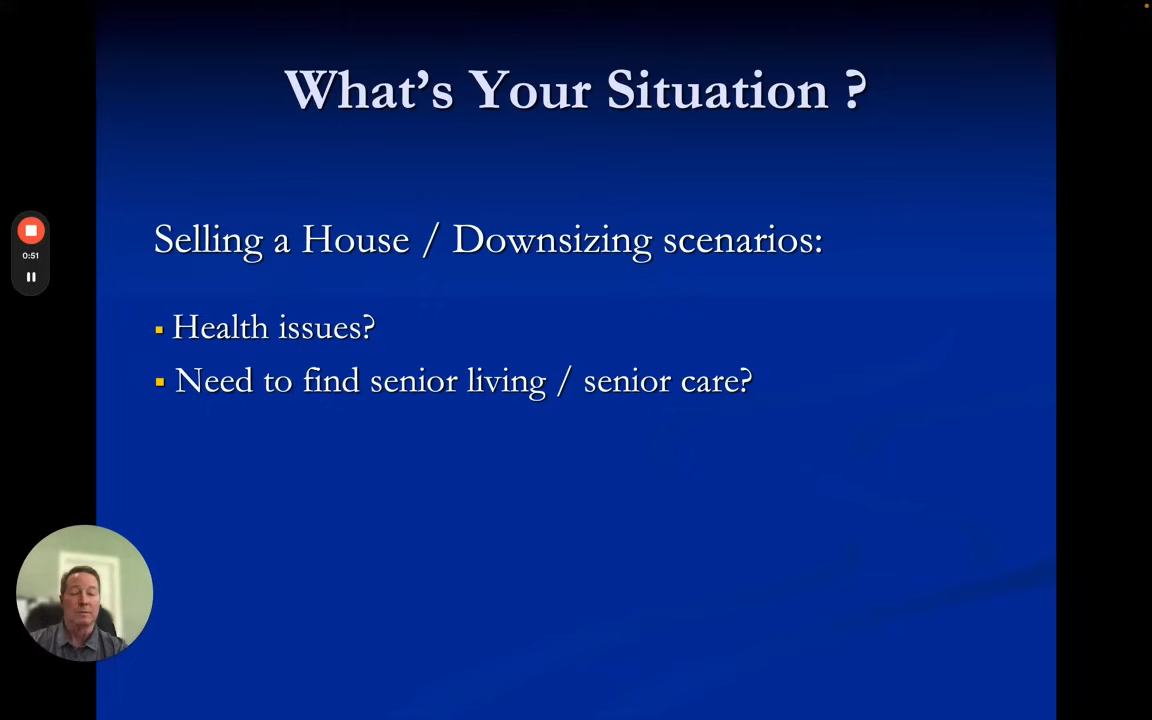 What's Your Situation ?
Selling a House / Downsizing scenarios:
0:51
▪ Health issues?
▪ Need to find senior living / senior care?